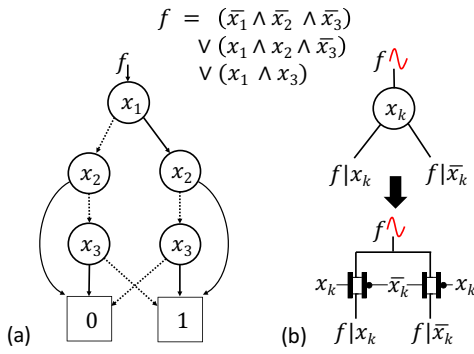 f = (x̄₁ ∧ x̄₂ ∧ x̄₃)
∨ (x₁ ∧ x₂ ∧ x̄₃)
∨ (x₁ ∧ x₃)
f
x₁
x₂ x₂
x₃ x₃
0 1
(a)
f
xₖ
f|xₖ f|x̄ₖ
f
xₖ x̄ₖ xₖ
f|xₖ f|x̄ₖ
(b)